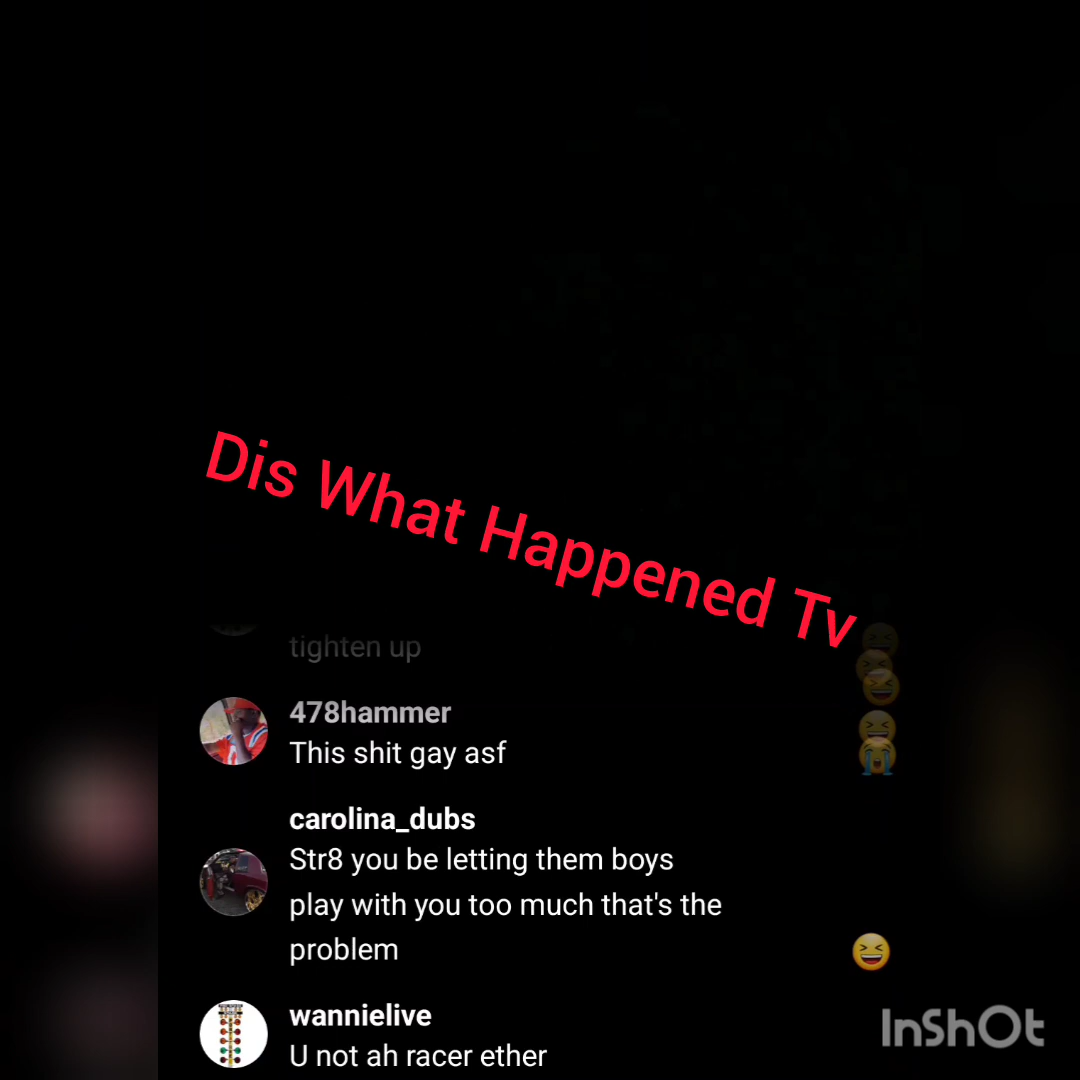 Dis What Happened Tv
tighten up
478hammer
This shit gay asf
carolina_dubs
Str8 you be letting them boys
play with you too much that's the
problem
wannielive
U not ah racer ether
InShOt